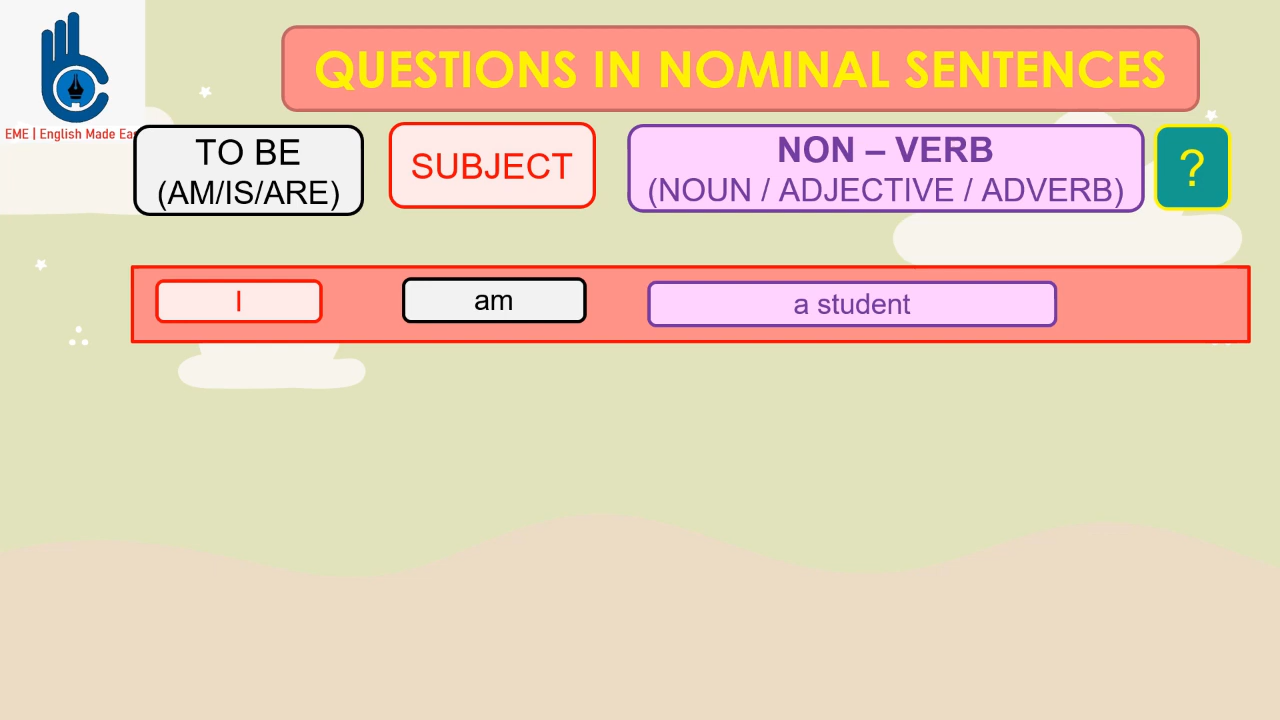 QUESTIONS IN NOMINAL SENTENCES
EME | English Made Eas
TO BE
(AM/IS/ARE)
SUBJECT
NON – VERB
(NOUN / ADJECTIVE / ADVERB)
?
I
am
a student